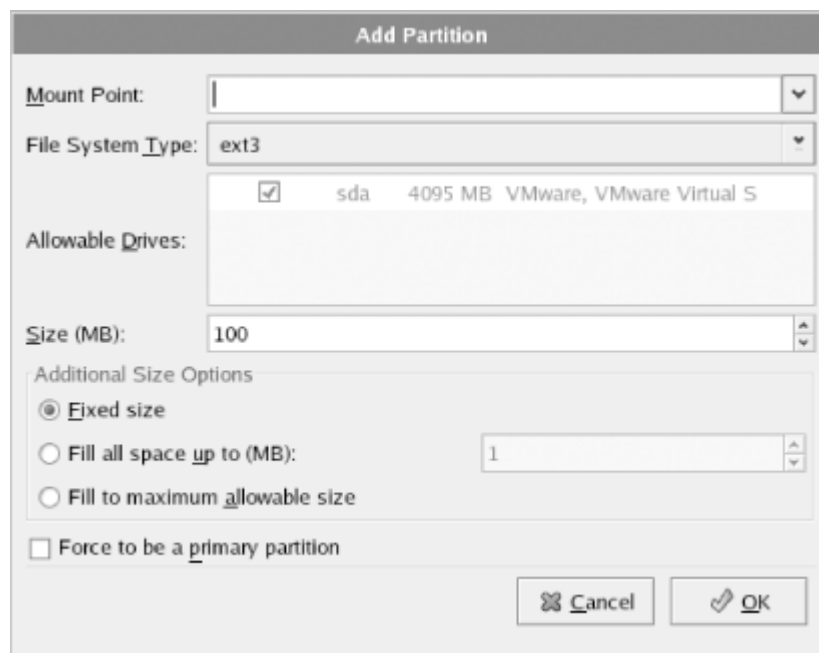 Add Partition
Mount Point:
File System Type: ext3
sda 4095 MB VMware, VMware Virtual S
Allowable Drives:
Size (MB): 100
Additional Size Options
Fixed size
Fill all space up to (MB): 1
Fill to maximum allowable size
Force to be a primary partition
Cancel OK